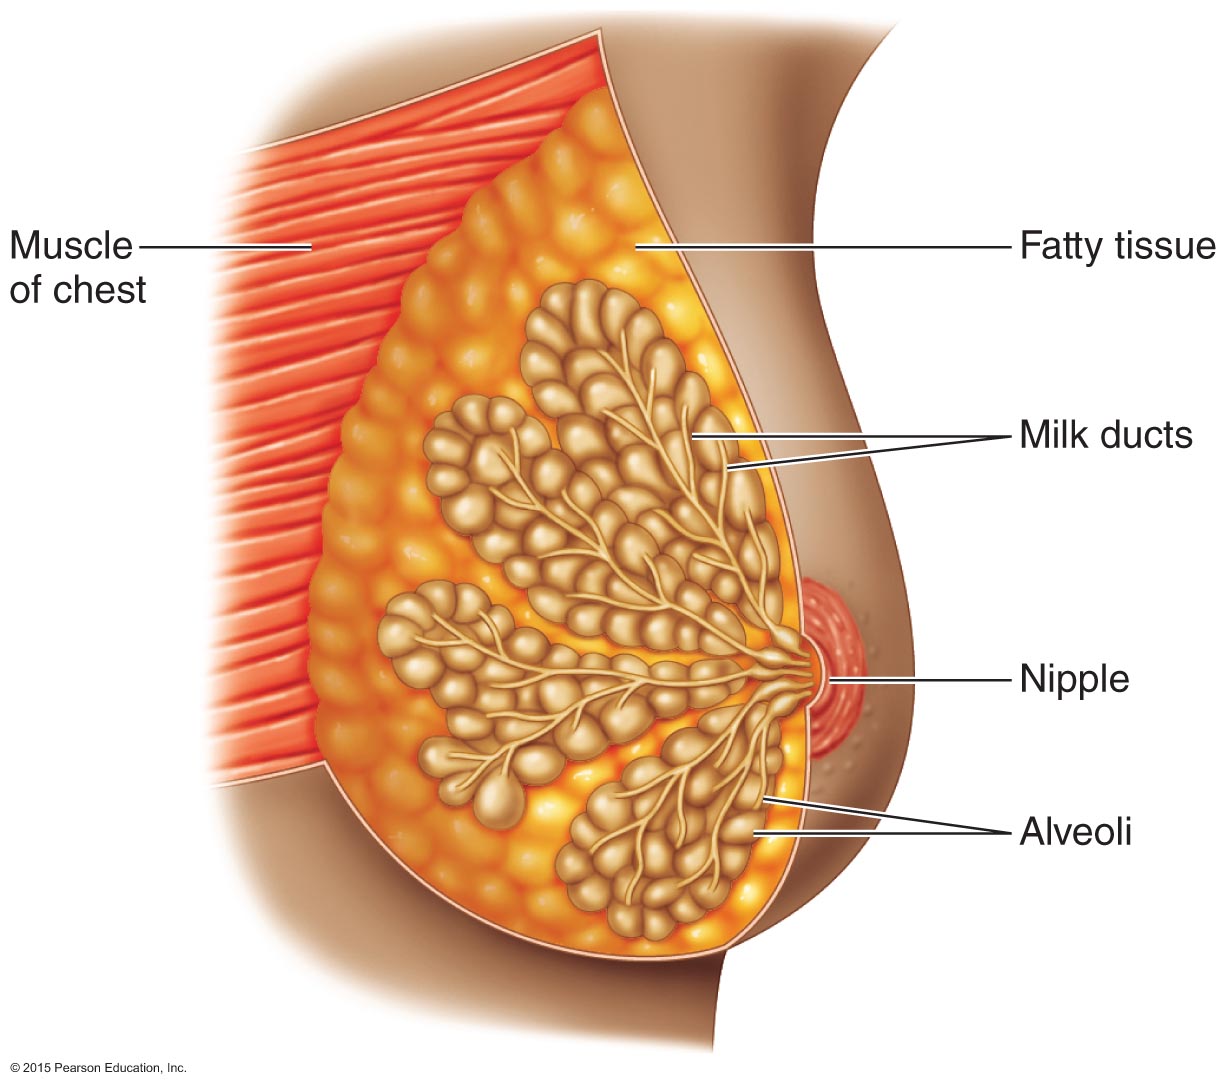 Muscle
of chest
Fatty tissue
Milk ducts
Nipple
Alveoli
© 2015 Pearson Education, Inc.